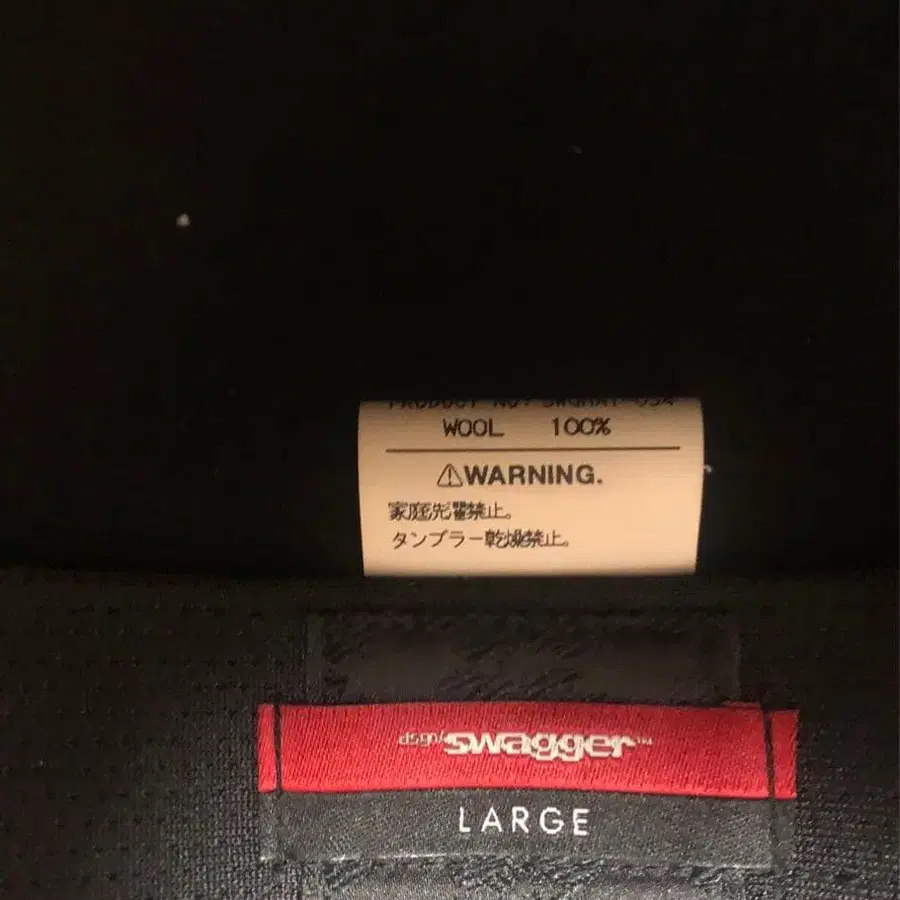 WOOL 100%
⚠WARNING.
家庭洗濯禁止。
タンブラー乾燥禁止。
swagger™
LARGE